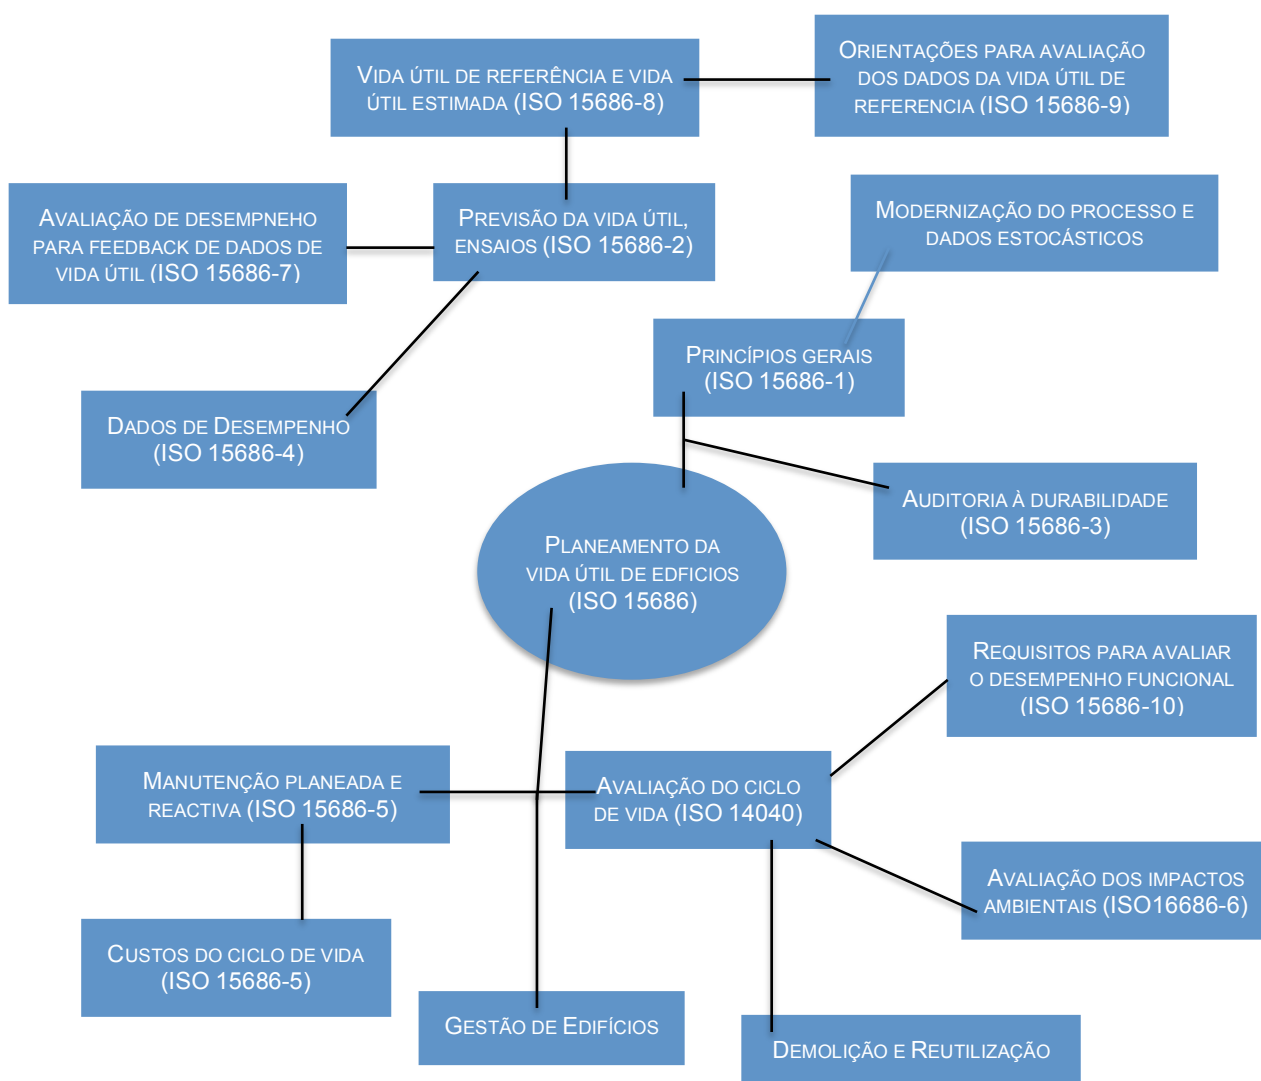 Vida útil de referência e vida
útil estimada (ISO 15686-8)
Orientações para avaliação
dos dados da vida útil de
referencia (ISO 15686-9)
Avaliação de desempneho
para feedback de dados de
vida útil (ISO 15686-7)
Previsão da vida útil,
ensaios (ISO 15686-2)
Modernização do processo e
dados estocásticos
Princípios gerais
(ISO 15686-1)
Dados de Desempenho
(ISO 15686-4)
Auditoria à durabilidade
(ISO 15686-3)
Planeamento da
vida útil de edfícios
(ISO 15686)
Requisitos para avaliar
o desempenho funcional
(ISO 15686-10)
Manutenção planeada e
reactiva (ISO 15686-5)
Avaliação do ciclo
de vida (ISO 14040)
Avaliação dos impactos
ambientais (ISO16686-6)
Custos do ciclo de vida
(ISO 15686-5)
Gestão de Edifícios
Demolição e Reutilização